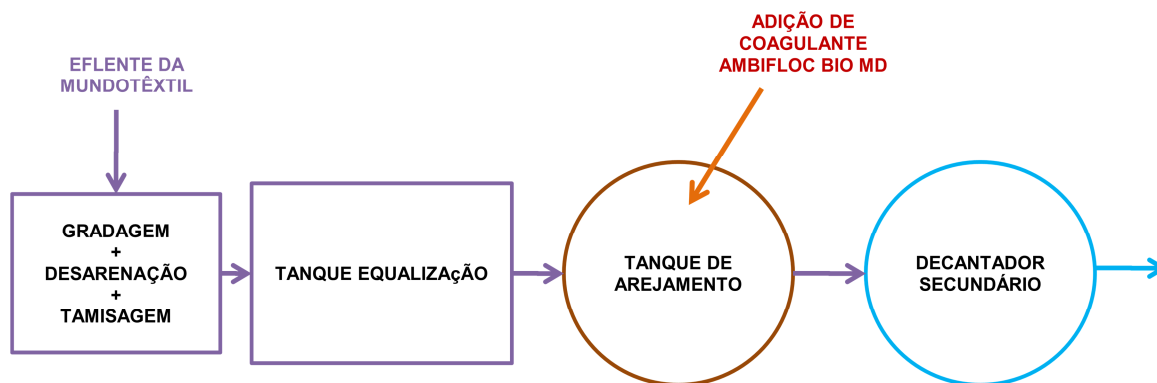 EFLENTE DA
MUNDOTÊXTIL
ADIÇÃO DE
COAGULANTE
AMBIFLOC BIO MD
GRADAGEM
+
DESARENAÇÃO
+
TAMISAGEM
TANQUE EQUALIZAçÃO
TANQUE DE
AREJAMENTO
DECANTADOR
SECUNDÁRIO